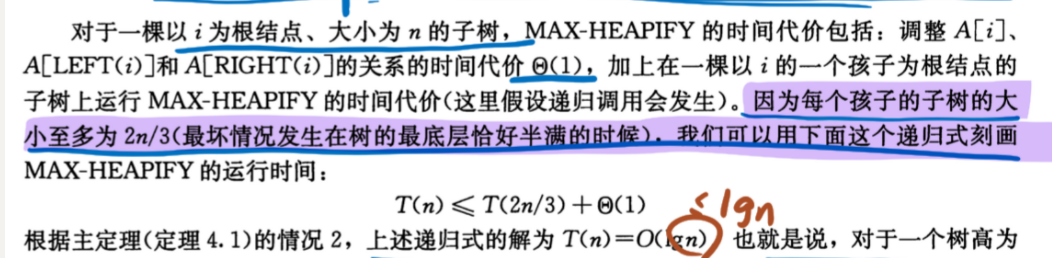 对于一棵以 i 为根结点、大小为 n 的子树，MAX-HEAPIFY 的时间代价包括：调整 A[i]、
A[LEFT(i)]和 A[RIGHT(i)]的关系的时间代价 Θ(1)，加上在一棵以 i 的一个孩子为根结点的
子树上运行 MAX-HEAPIFY 的时间代价(这里假设递归调用会发生)。因为每个孩子的子树的大
小至多为 2n/3(最坏情况发生在树的最底层恰好半满的时候)，我们可以用下面这个递归式刻画
MAX-HEAPIFY 的运行时间：
T(n) ⩽ T(2n/3) + Θ(1)
lgn
根据主定理(定理 4.1)的情况 2，上述递归式的解为 T(n)=O(lgn)，也就是说，对于一个树高为